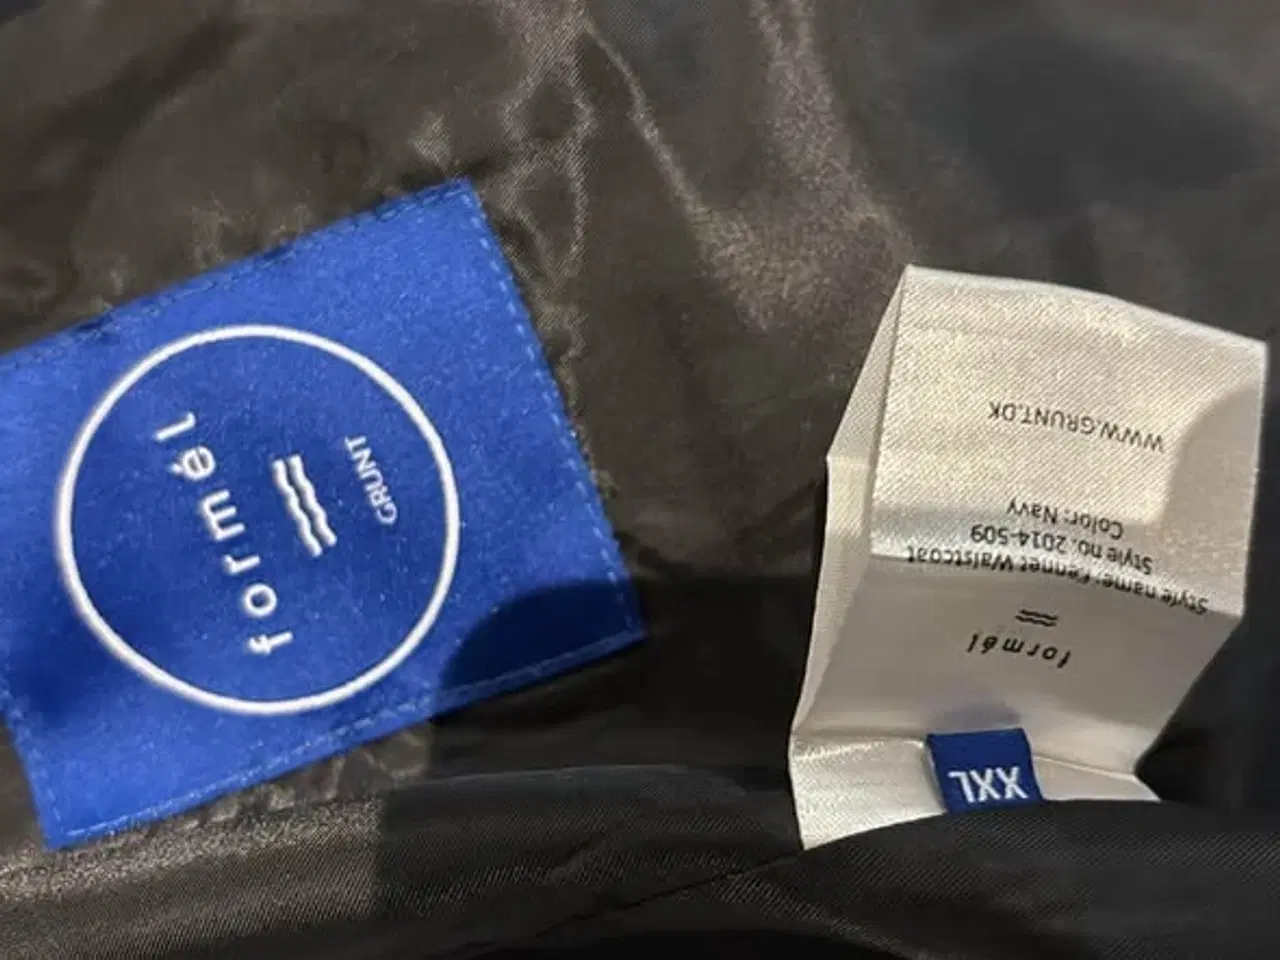 formél
GRUNT
XXL
formél
Style name: Fennet Waistcoat
Style no. 2014-509
Color: Navy
WWW.GRUNT.DK